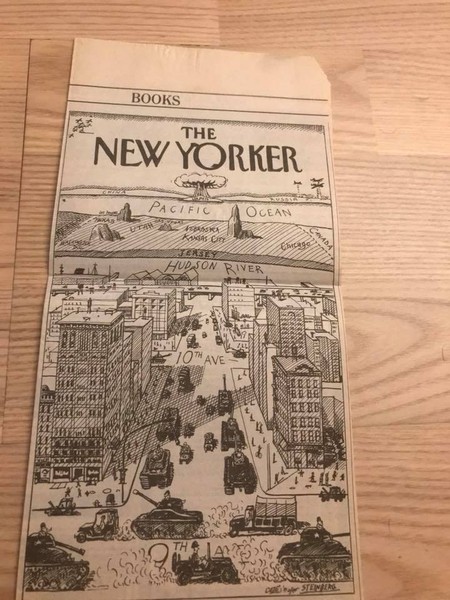 BOOKS
THE
NEW YORKER
CHINA
RUSSIA
PACIFIC OCEAN
TEXAS
UTAH
NEBRASKA
KANSAS CITY
CHICAGO
CANADA
JERSEY
HUDSON RIVER
10TH AVE
9TH AVE
STEINBERG